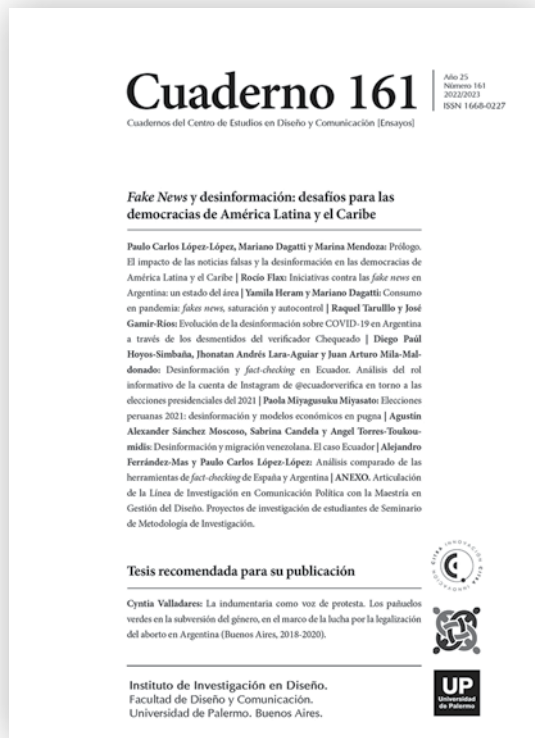 Cuaderno 161
Año 25
Número 161
2022/2023
ISSN 1668-0227
Cuadernos del Centro de Estudios en Diseño y Comunicación [Ensayos]
Fake News y desinformación: desafíos para las
democracias de América Latina y el Caribe
Paulo Carlos López-López, Mariano Dagatti y Marina Mendoza: Prólogo.
El impacto de las noticias falsas y la desinformación en las democracias de
América Latina y el Caribe | Rocío Flax: Iniciativas contra las fake news en
Argentina: un estado del área | Yamila Heram y Mariano Dagatti: Consumo
en pandemia: fakes news, saturación y autocontrol | Raquel Tarulllo y José
Gamir-Ríos: Evolución de la desinformación sobre COVID-19 en Argentina
a través de los desmentidos del verificador Chequeado | Diego Paúl
Hoyos-Simbaña, Jhonatan Andrés Lara-Aguiar y Juan Arturo Mila-Mal-
donado: Desinformación y fact-checking en Ecuador. Análisis del rol
informativo de la cuenta de Instagram de @ecuadorverifica en torno a las
elecciones presidenciales del 2021 | Paola Miyagusuku Miyasato: Elecciones
peruanas 2021: desinformación y modelos económicos en pugna | Agustín
Alexander Sánchez Moscoso, Sabrina Candela y Angel Torres-Toukou-
midis: Desinformación y migración venezolana. El caso Ecuador | Alejandro
Ferrández-Mas y Paulo Carlos López-López: Análisis comparado de las
herramientas de fact-checking de España y Argentina | ANEXO. Articulación
de la Línea de Investigación en Comunicación Política con la Maestría en
Gestión del Diseño. Proyectos de investigación de estudiantes de Seminario
de Metodología de Investigación.
Tesis recomendada para su publicación
Cyntia Valladares: La indumentaria como voz de protesta. Los pañuelos
verdes en la subversión del género, en el marco de la lucha por la legalización
del aborto en Argentina (Buenos Aires, 2018-2020).
Instituto de Investigación en Diseño.
Facultad de Diseño y Comunicación.
Universidad de Palermo. Buenos Aires.
UP
Universidad
de Palermo